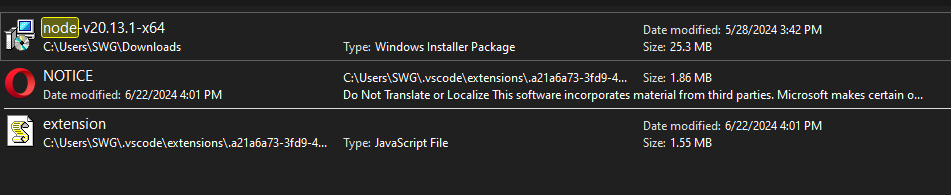 node-v20.13.1-x64
C:\Users\SWG\Downloads
Type: Windows Installer Package
Date modified: 5/28/2024 3:42 PM
Size: 25.3 MB
NOTICE
Date modified: 6/22/2024 4:01 PM
C:\Users\SWG\.vscode\extensions\.a21a6a73-3fd9-4...
Do Not Translate or Localize This software incorporates material from third parties. Microsoft makes certain o...
Size: 1.86 MB
extension
C:\Users\SWG\.vscode\extensions\.a21a6a73-3fd9-4...
Type: JavaScript File
Date modified: 6/22/2024 4:01 PM
Size: 1.55 MB